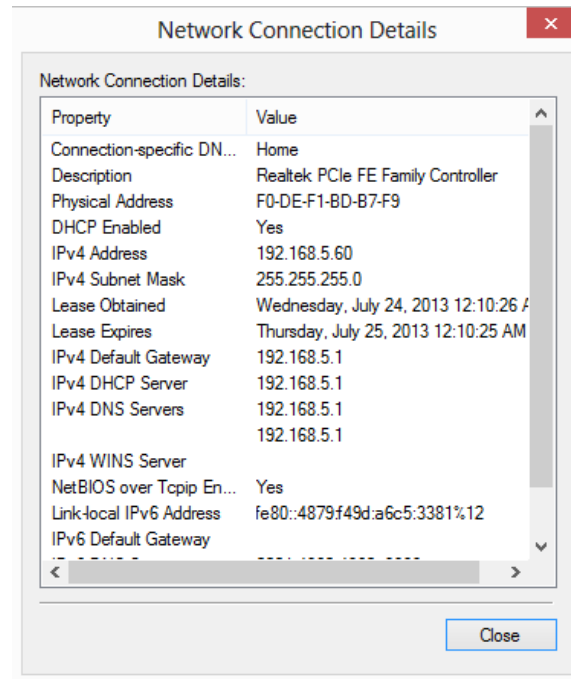 Network Connection Details
Network Connection Details:
Property Value
Connection-specific DN... Home
Description Realtek PCIe FE Family Controller
Physical Address F0-DE-F1-BD-B7-F9
DHCP Enabled Yes
IPv4 Address 192.168.5.60
IPv4 Subnet Mask 255.255.255.0
Lease Obtained Wednesday, July 24, 2013 12:10:26
Lease Expires Thursday, July 25, 2013 12:10:25 AM
IPv4 Default Gateway 192.168.5.1
IPv4 DHCP Server 192.168.5.1
IPv4 DNS Servers 192.168.5.1
192.168.5.1
IPv4 WINS Server
NetBIOS over Tcpip En... Yes
Link-local IPv6 Address fe80::4879:f49d:a6c5:3381%12
IPv6 Default Gateway
Close